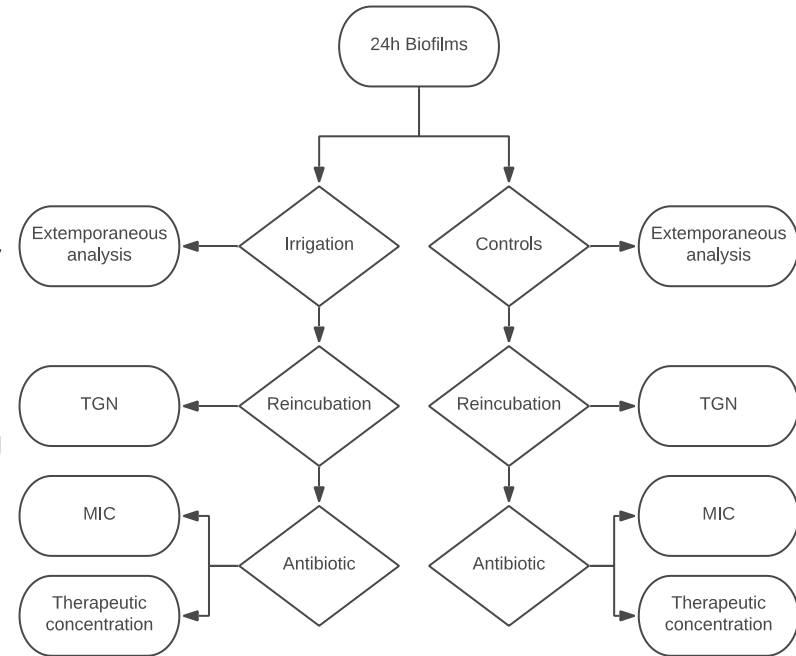 24h Biofilms
Extemporaneous
analysis
Irrigation
Controls
Extemporaneous
analysis
TGN
Reincubation
Reincubation
TGN
MIC
Antibiotic
Antibiotic
MIC
Therapeutic
concentration
Therapeutic
concentration